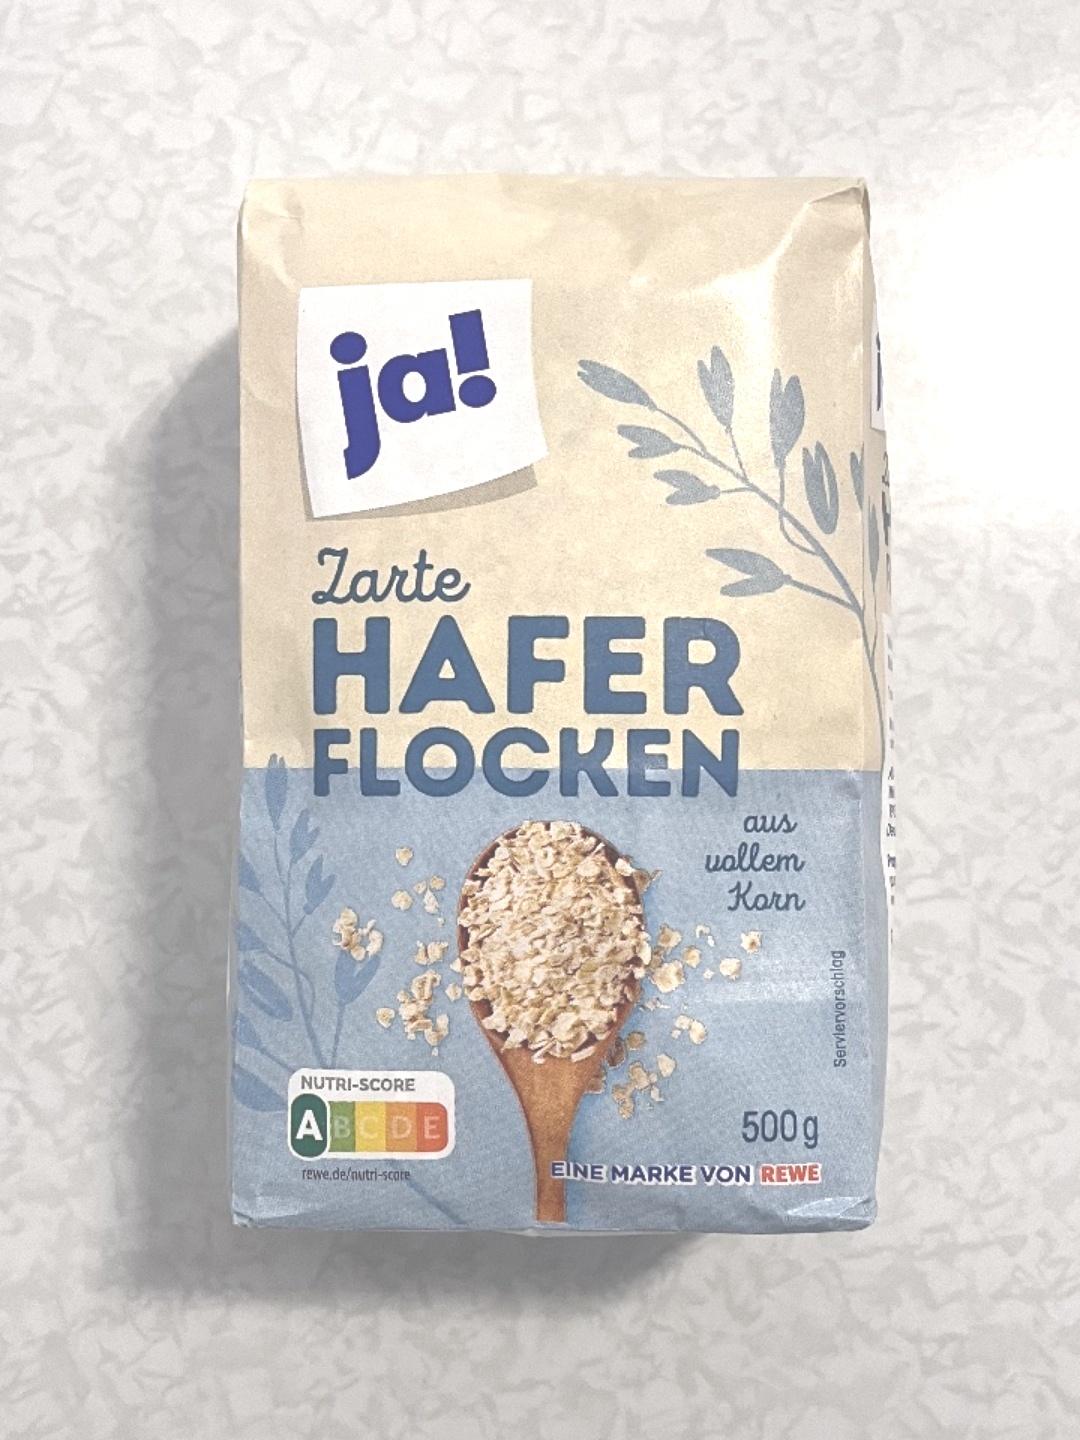 ja!
Zarte
HAFER
FLOCKEN
aus
vollem
Korn
Serviervorschlag
NUTRI-SCORE
A B C D E
rewe.de/nutri-score
500g
EINE MARKE VON REWE